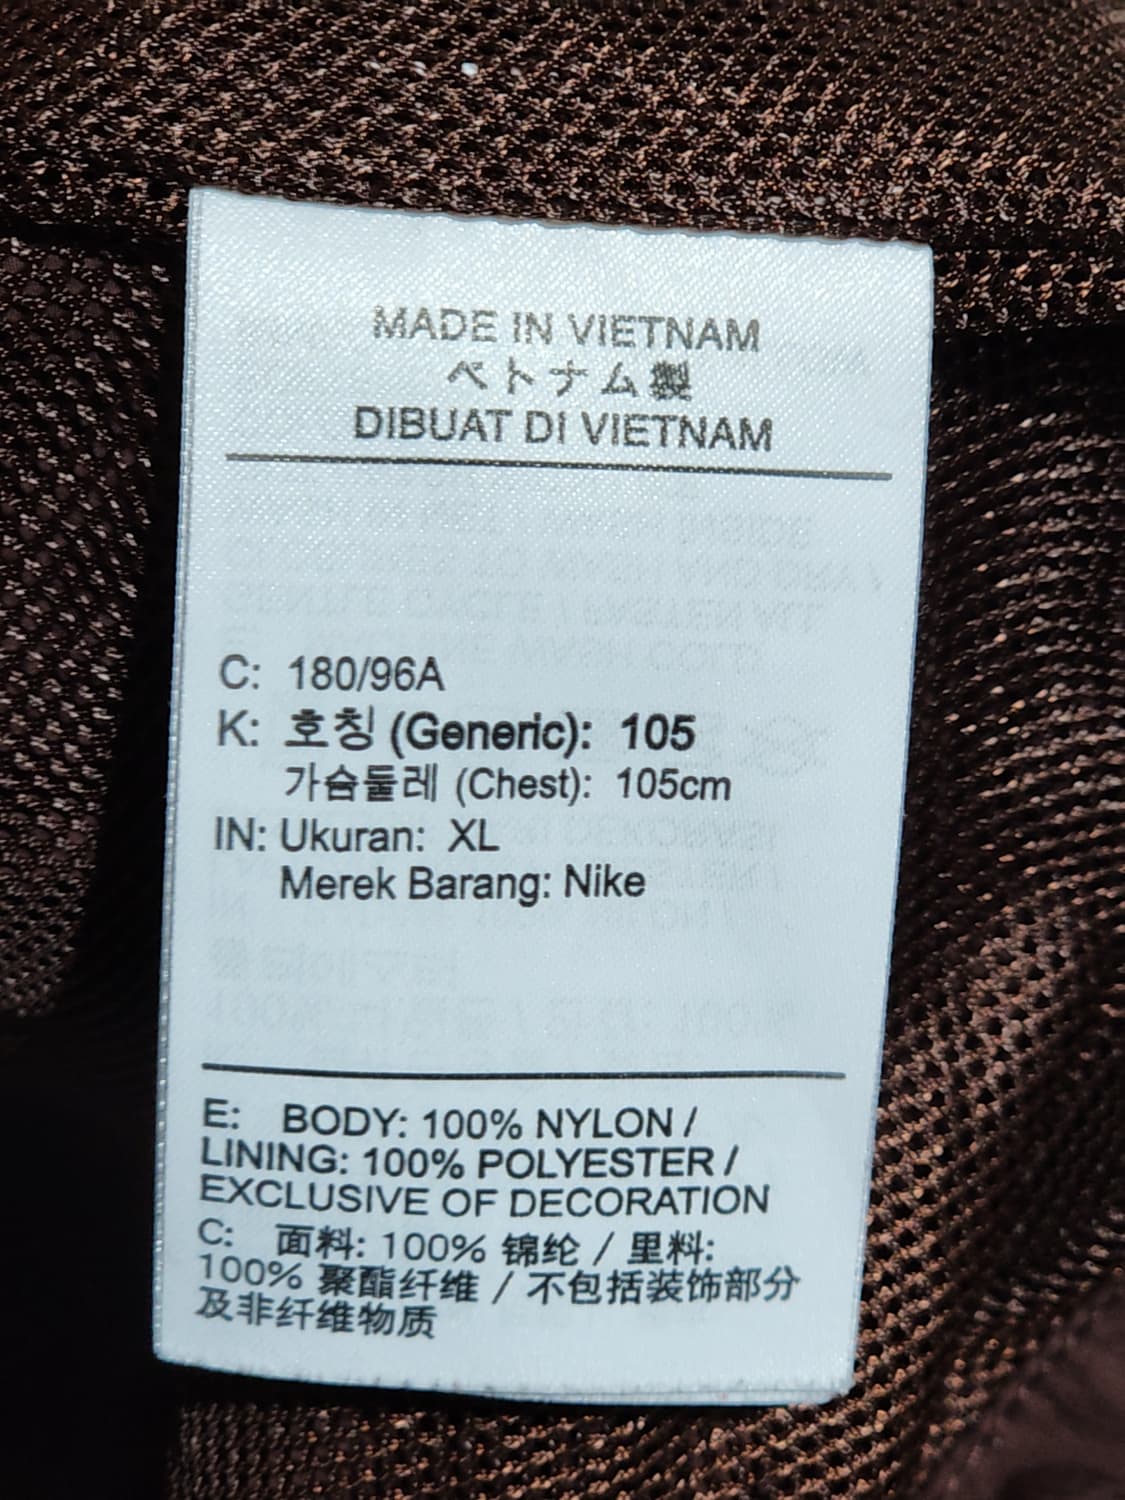 MADE IN VIETNAM
ベトナム製
DIBUAT DI VIETNAM
C: 180/96A
K: 호칭 (Generic): 105
가슴둘레 (Chest): 105cm
IN: Ukuran: XL
Merek Barang: Nike
E: BODY: 100% NYLON /
LINING: 100% POLYESTER /
EXCLUSIVE OF DECORATION
C: 面料: 100% 锦纶 / 里料:
100% 聚酯纤维 / 不包括装饰部分
及非纤维物质